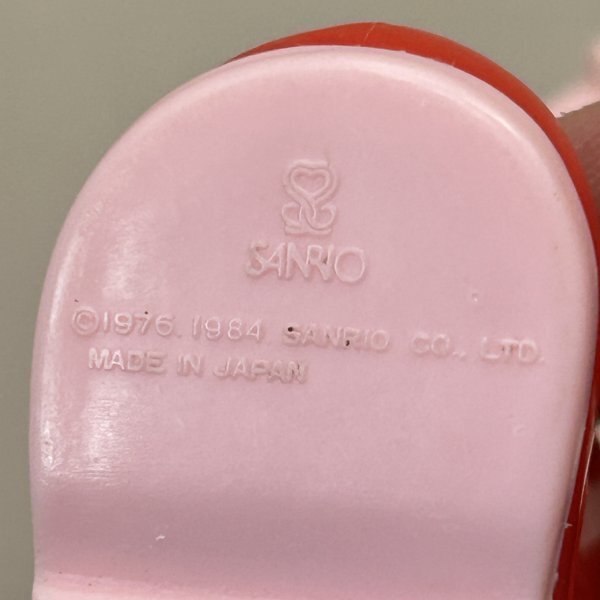 SANRIO
©1976.1984 SANRIO CO., LTD.
MADE IN JAPAN